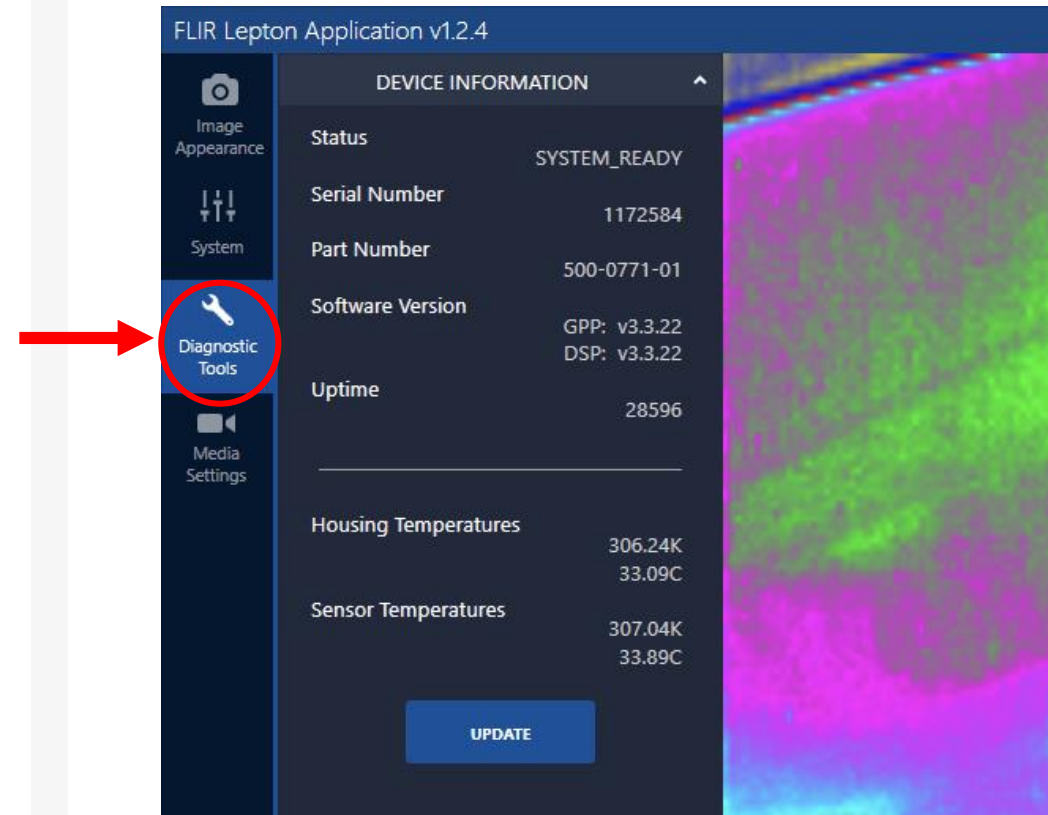 FLIR Lepton Application v1.2.4
Image
Appearance
System
Diagnostic
Tools
Media
Settings
DEVICE INFORMATION
Status
SYSTEM_READY
Serial Number
1172584
Part Number
500-0771-01
Software Version
GPP: v3.3.22
DSP: v3.3.22
Uptime
28596
Housing Temperatures
306.24K
33.09C
Sensor Temperatures
307.04K
33.89C
UPDATE